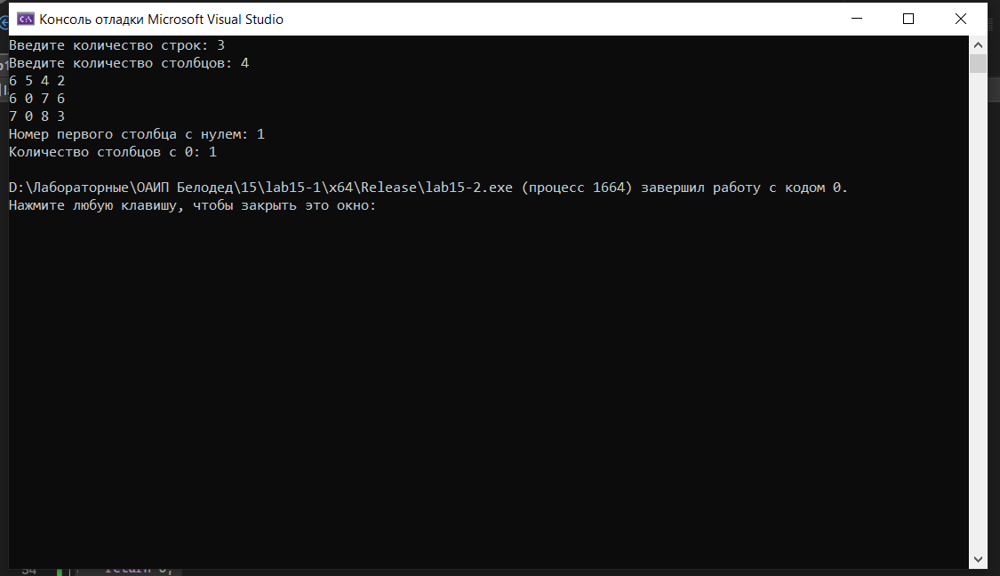 Консоль отладки Microsoft Visual Studio
Введите количество строк: 3
Введите количество столбцов: 4
6 5 4 2
6 0 7 6
7 0 8 3
Номер первого столбца с нулем: 1
Количество столбцов с 0: 1
D:\Лабораторные\ОАИП Белодед\15\lab15-1\x64\Release\lab15-2.exe (процесс 1664) завершил работу с кодом 0.
Нажмите любую клавишу, чтобы закрыть это окно: